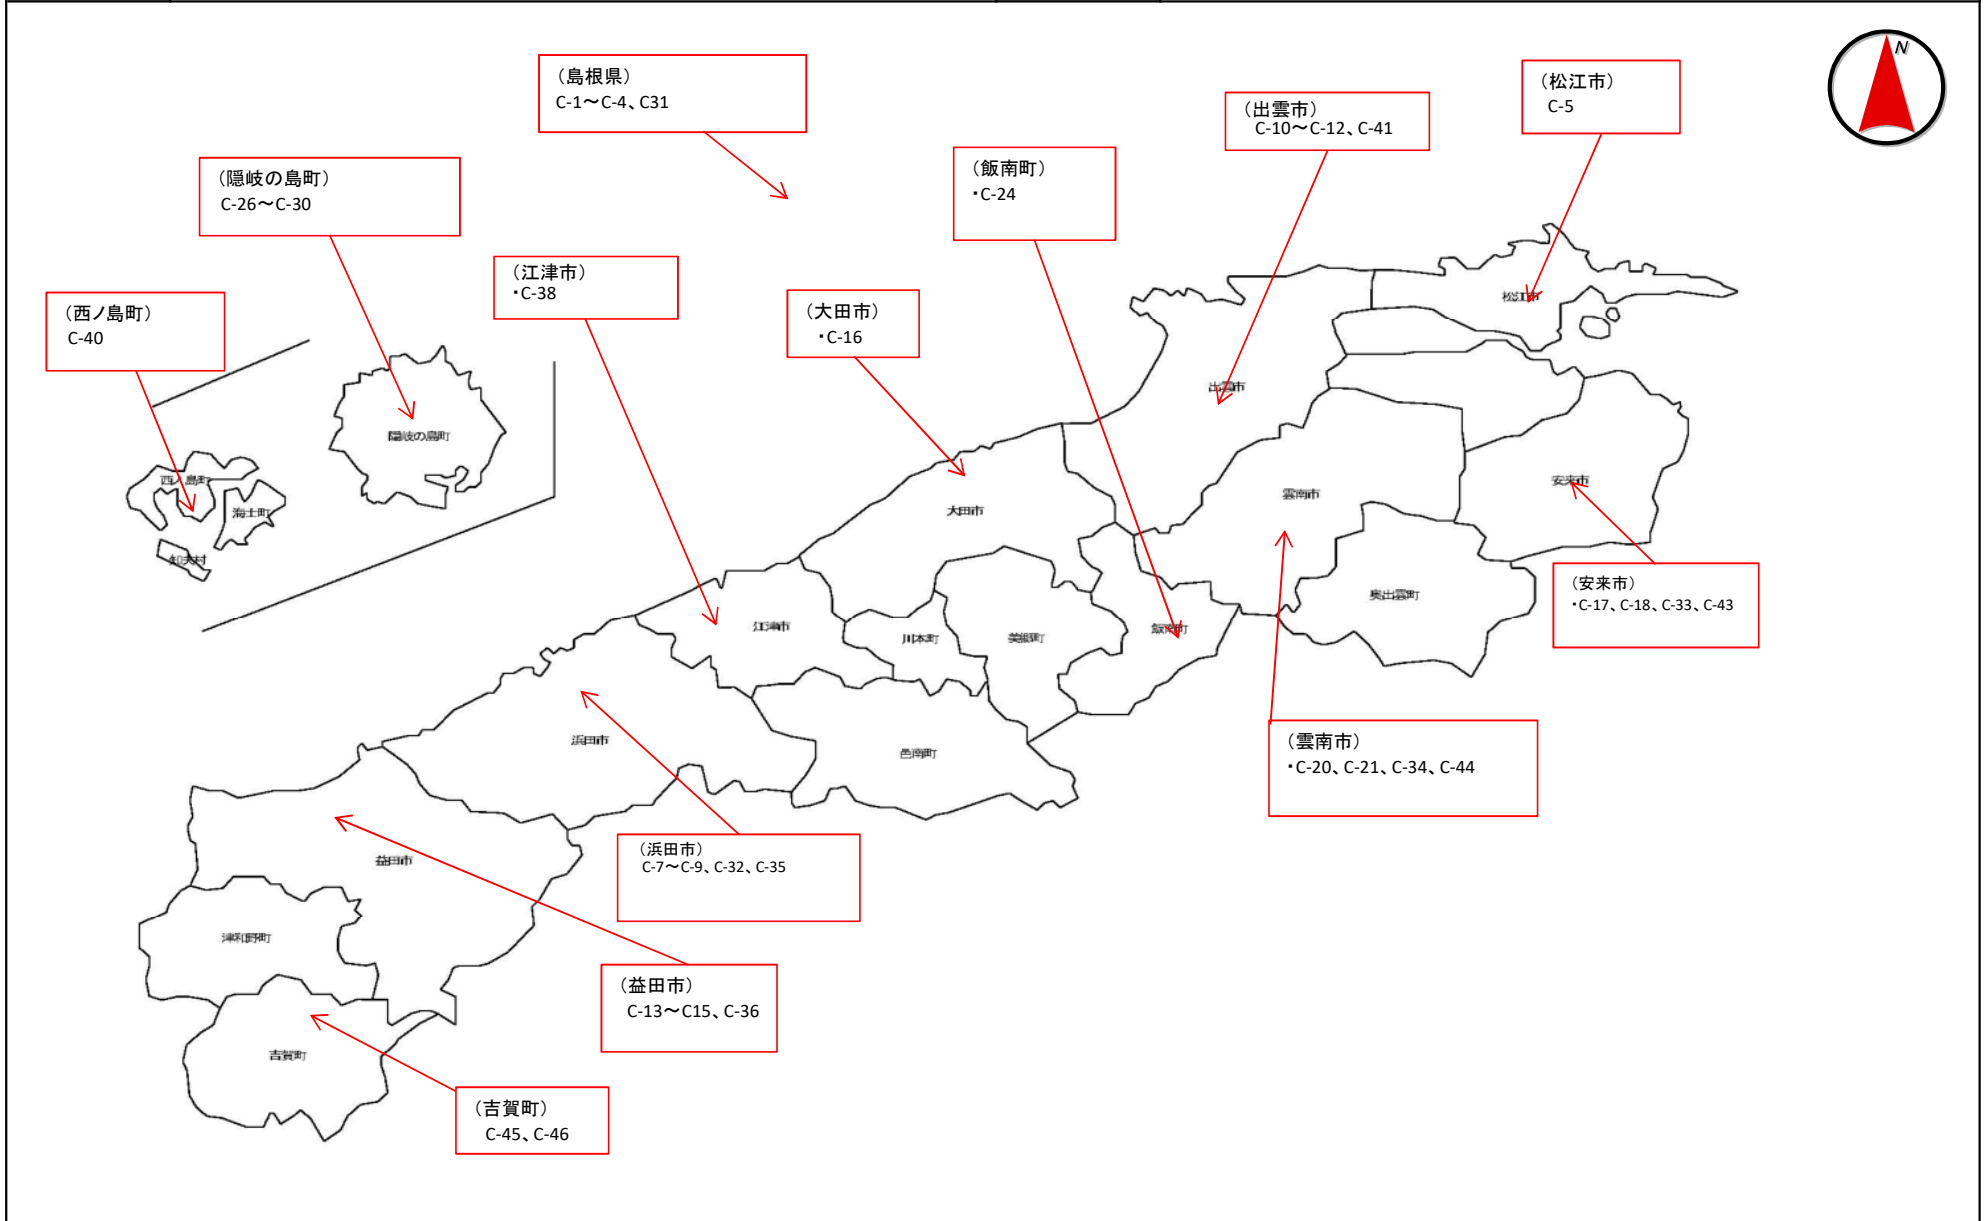 N
（島根県）
C-1～C-4、C31
（松江市）
C-5
（出雲市）
C-10～C-12、C-41
（飯南町）
・C-24
（隠岐の島町）
C-26～C-30
（江津市）
・C-38
（西ノ島町）
C-40
（大田市）
・C-16
松江市
出雲市
隠岐の島町
西ノ島町
海士町
知夫村
雲南市
安来市
大田市
奥出雲町
（安来市）
・C-17、C-18、C-33、C-43
江津市
川本町
美郷町
飯南町
浜田市
邑南町
（雲南市）
・C-20、C-21、C-34、C-44
（浜田市）
C-7～C-9、C-32、C-35
益田市
津和野町
（益田市）
C-13～C15、C-36
吉賀町
（吉賀町）
C-45、C-46